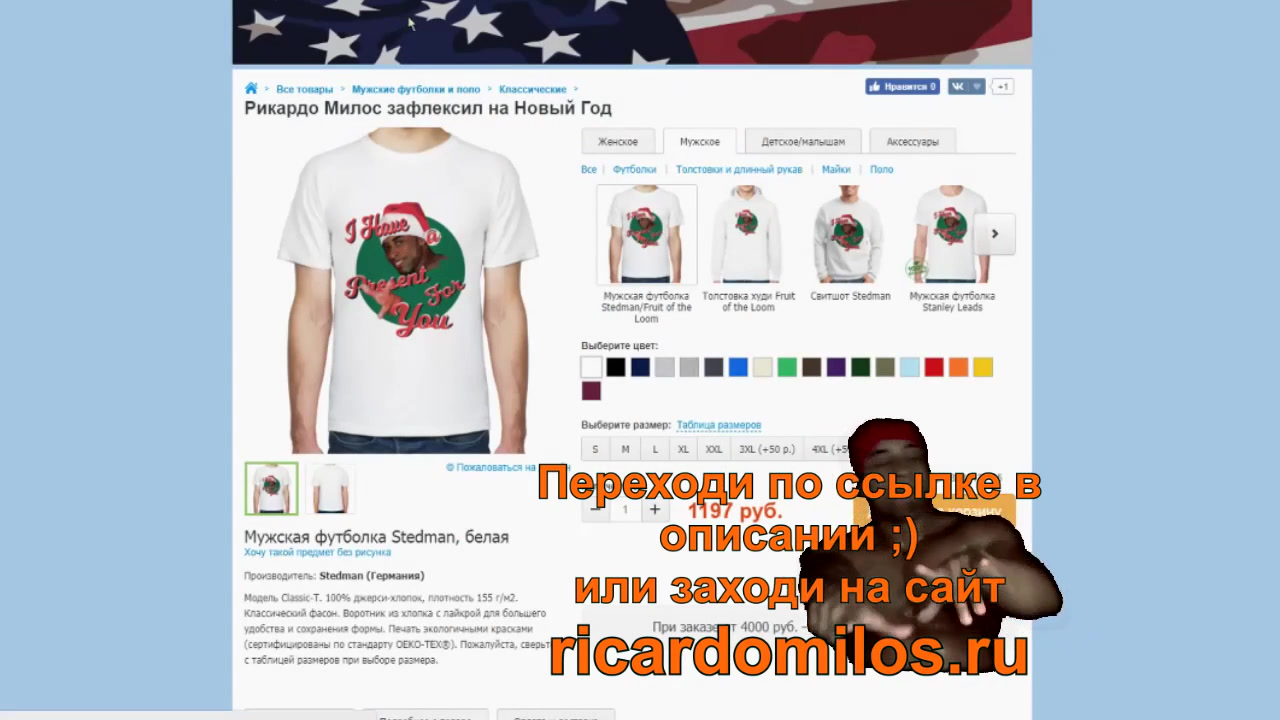 Все товары > Мужские футболки и поло > Классические >
Нравится 0
+1
Рикардо Милос зафлексил на Новый Год
Женское
Мужское
Детское/малышам
Аксессуары
Все | Футболки | Толстовки и длинный рукав | Майки | Поло
I Have
a
Present
For
You
Мужская футболка
Stedman/Fruit of the
Loom
Толстовка худи Fruit
of the Loom
Свитшот Stedman
Мужская футболка
Stanley Leads
Выберите цвет:
Выберите размер: Таблица размеров
S
M
L
XL
XXL
3XL (+50 р.)
© Пожаловаться на
Переходи по ссылке в
описании ;)
или заходи на сайт
ricardomilos.ru
1
1197 руб.
Мужская футболка Stedman, белая
Хочу такой предмет без рисунка
Производитель: Stedman (Германия)
Модель Classic-T. 100% джерси-хлопок, плотность 155 г/м2.
Классический фасон. Воротник из хлопка с лайкрой для большего
удобства и сохранения формы. Печать экологичными красками
(сертифицированы по стандарту OEKO-TEX®). Пожалуйста, сверьт
с таблицей размеров при выборе размера.
При заказе от 4000 руб. –